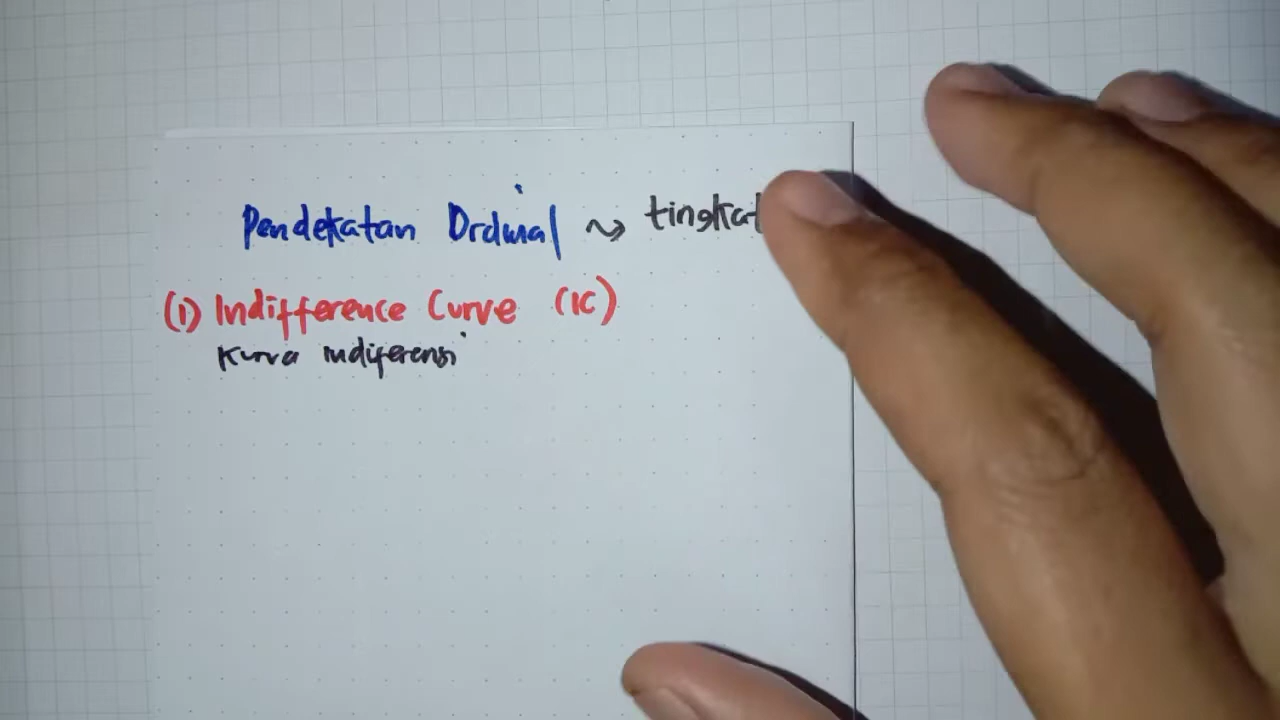 Pendekatan Ordinal ⤳ tingkat
(1) Indifference Curve (IC)
Kurva indiferensi